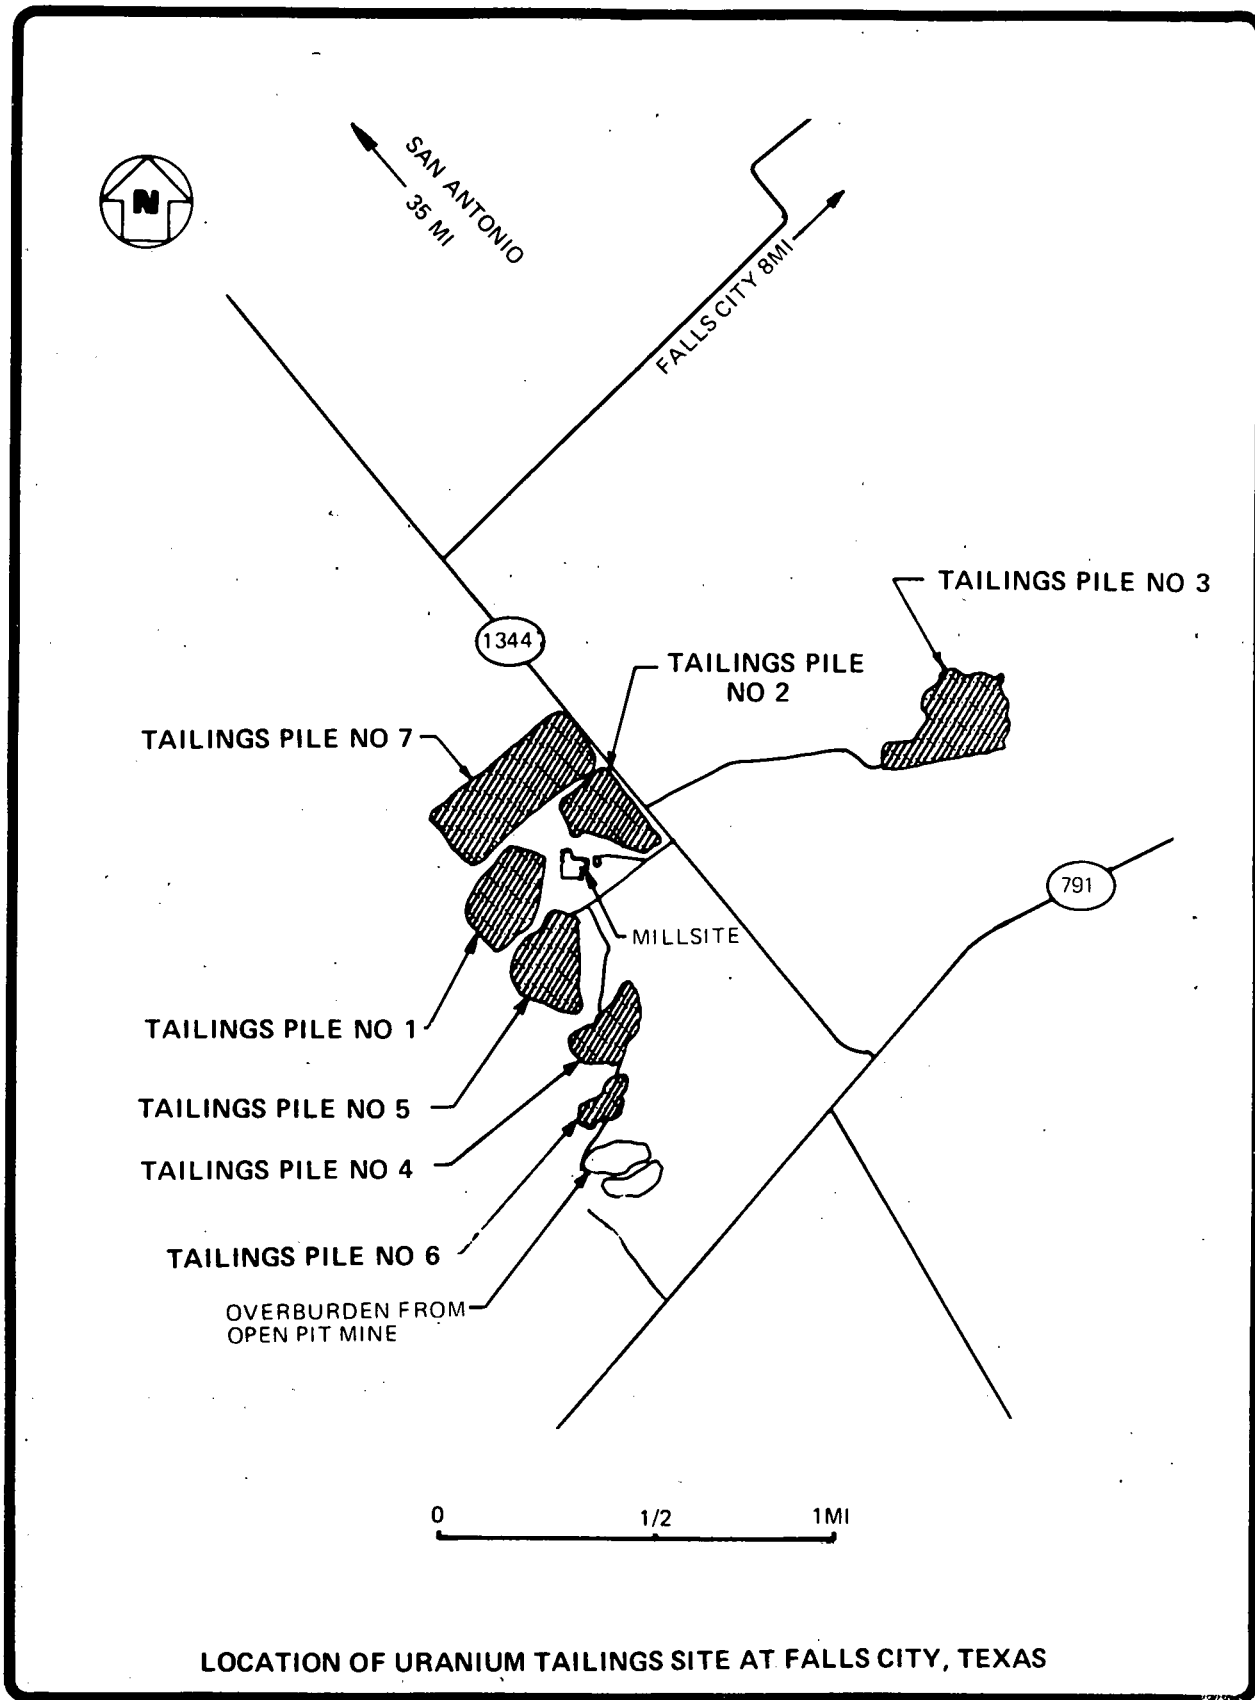 SAN ANTONIO
35 MI
N
FALLS CITY 8MI
TAILINGS PILE NO 3
1344
TAILINGS PILE
NO 2
TAILINGS PILE NO 7
791
MILLSITE
TAILINGS PILE NO 1
TAILINGS PILE NO 5
TAILINGS PILE NO 4
TAILINGS PILE NO 6
OVERBURDEN FROM
OPEN PIT MINE
0 1/2 1MI
LOCATION OF URANIUM TAILINGS SITE AT FALLS CITY, TEXAS